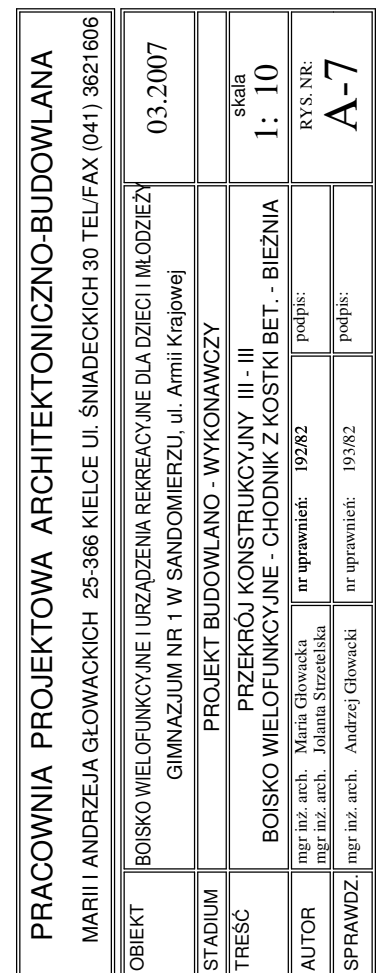 PRACOWNIA PROJEKTOWA ARCHITEKTONICZNO-BUDOWLANA
MARII I ANDRZEJA GŁOWACKICH 25-366 KIELCE Ul. ŚNIADECKICH 30 TEL/FAX (041) 3621606
OBIEKT
BOISKO WIELOFUNKCYJNE I URZĄDZENIA REKREACYJNE DLA DZIECI I MŁODZIEŻY
GIMNAZJUM NR 1 W SANDOMIERZU, ul. Armii Krajowej
03.2007
STADIUM
PROJEKT BUDOWLANO - WYKONAWCZY
TREŚĆ
PRZEKRÓJ KONSTRUKCYJNY III - III
BOISKO WIELOFUNKCYJNE - CHODNIK Z KOSTKI BET. - BIEŻNIA
skala
1: 10
AUTOR
mgr inż. arch. Maria Głowacka
mgr inż. arch. Jolanta Strzetelska
nr uprawnień: 192/82
podpis:
RYS. NR:
A-7
SPRAWDZ.
mgr inż. arch. Andrzej Głowacki
nr uprawnień: 193/82
podpis: